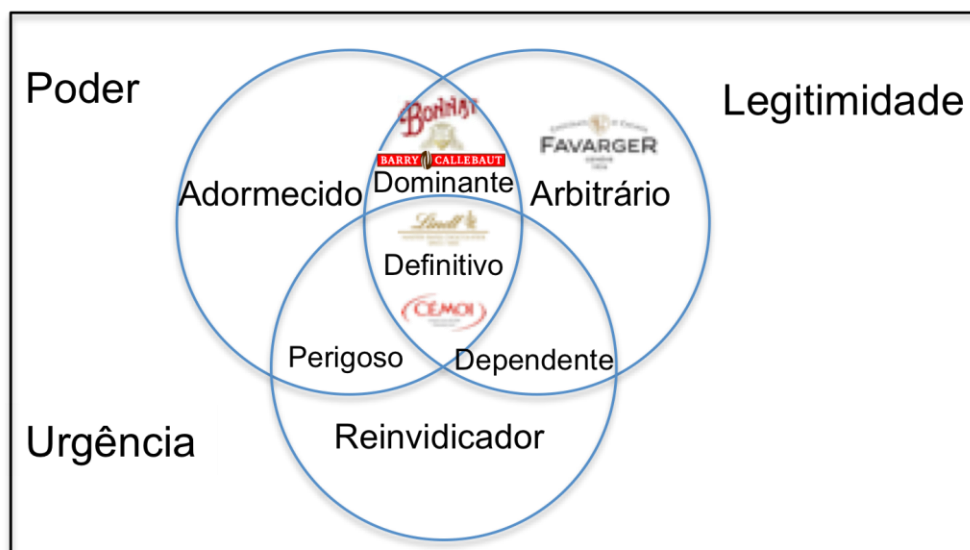 Poder
Legitimidade
BONNAT
BARRY CALLEBAUT
FAVARGER
Adormecido
Dominante
Arbitrário
Lindt
Definitivo
CÉMOI
Perigoso
Dependente
Urgência
Reinvidicador